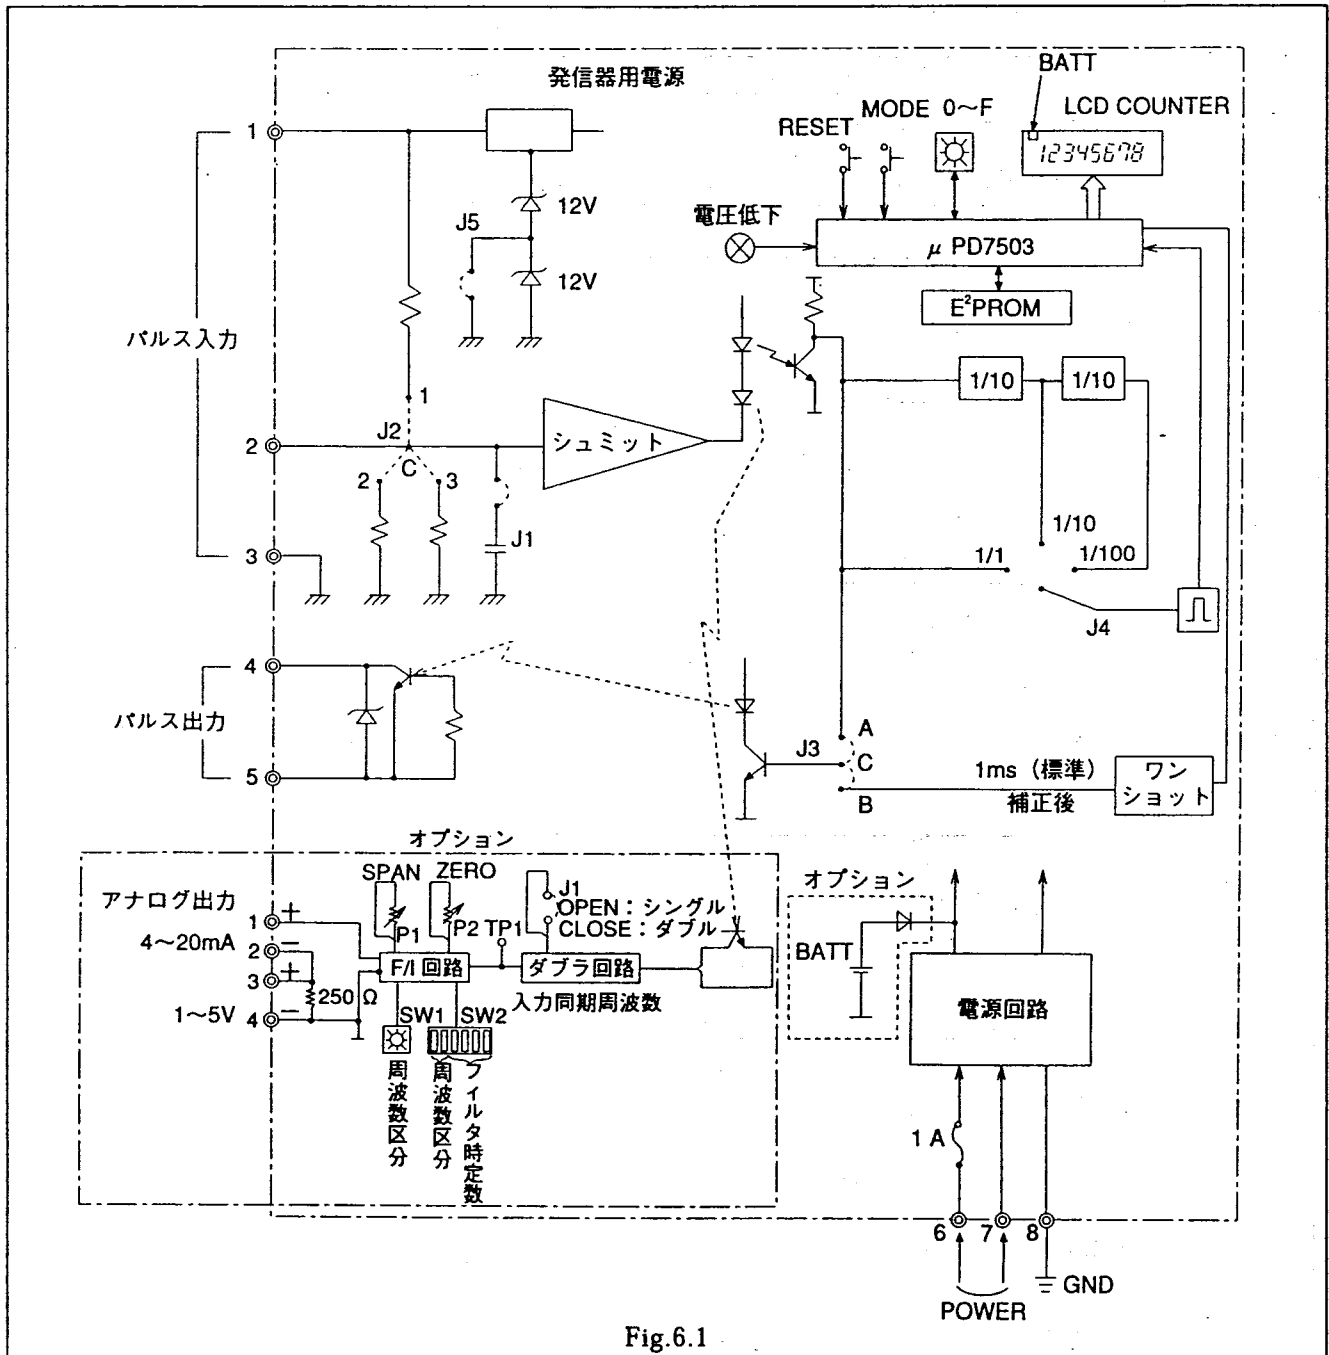 発信器用電源
BATT
MODE 0～F
LCD COUNTER
RESET
12345678
1
12V
J5
電圧低下
μ PD7503
12V
E²PROM
パルス入力
1/10
1/10
1
2
J2
C
シュミット
2
3
1/10
J1
3
1/1
1/100
J4
4
パルス出力
A
J3
C
5
1ms（標準）
ワン
ショット
B
補正後
オプション
SPAN
ZERO
オプション
アナログ出力
J1
1
+
OPEN：シングル
P1
P2
TP1
CLOSE：ダブル
4～20mA
2
−
BATT
F/I 回路
ダブラ回路
3
+
250 Ω
入力同期周波数
電源回路
1～5V
4
−
SW1
SW2
周波数区分
周波数区分
フィルタ時定数
1 A
6
7
8
GND
POWER
Fig.6.1